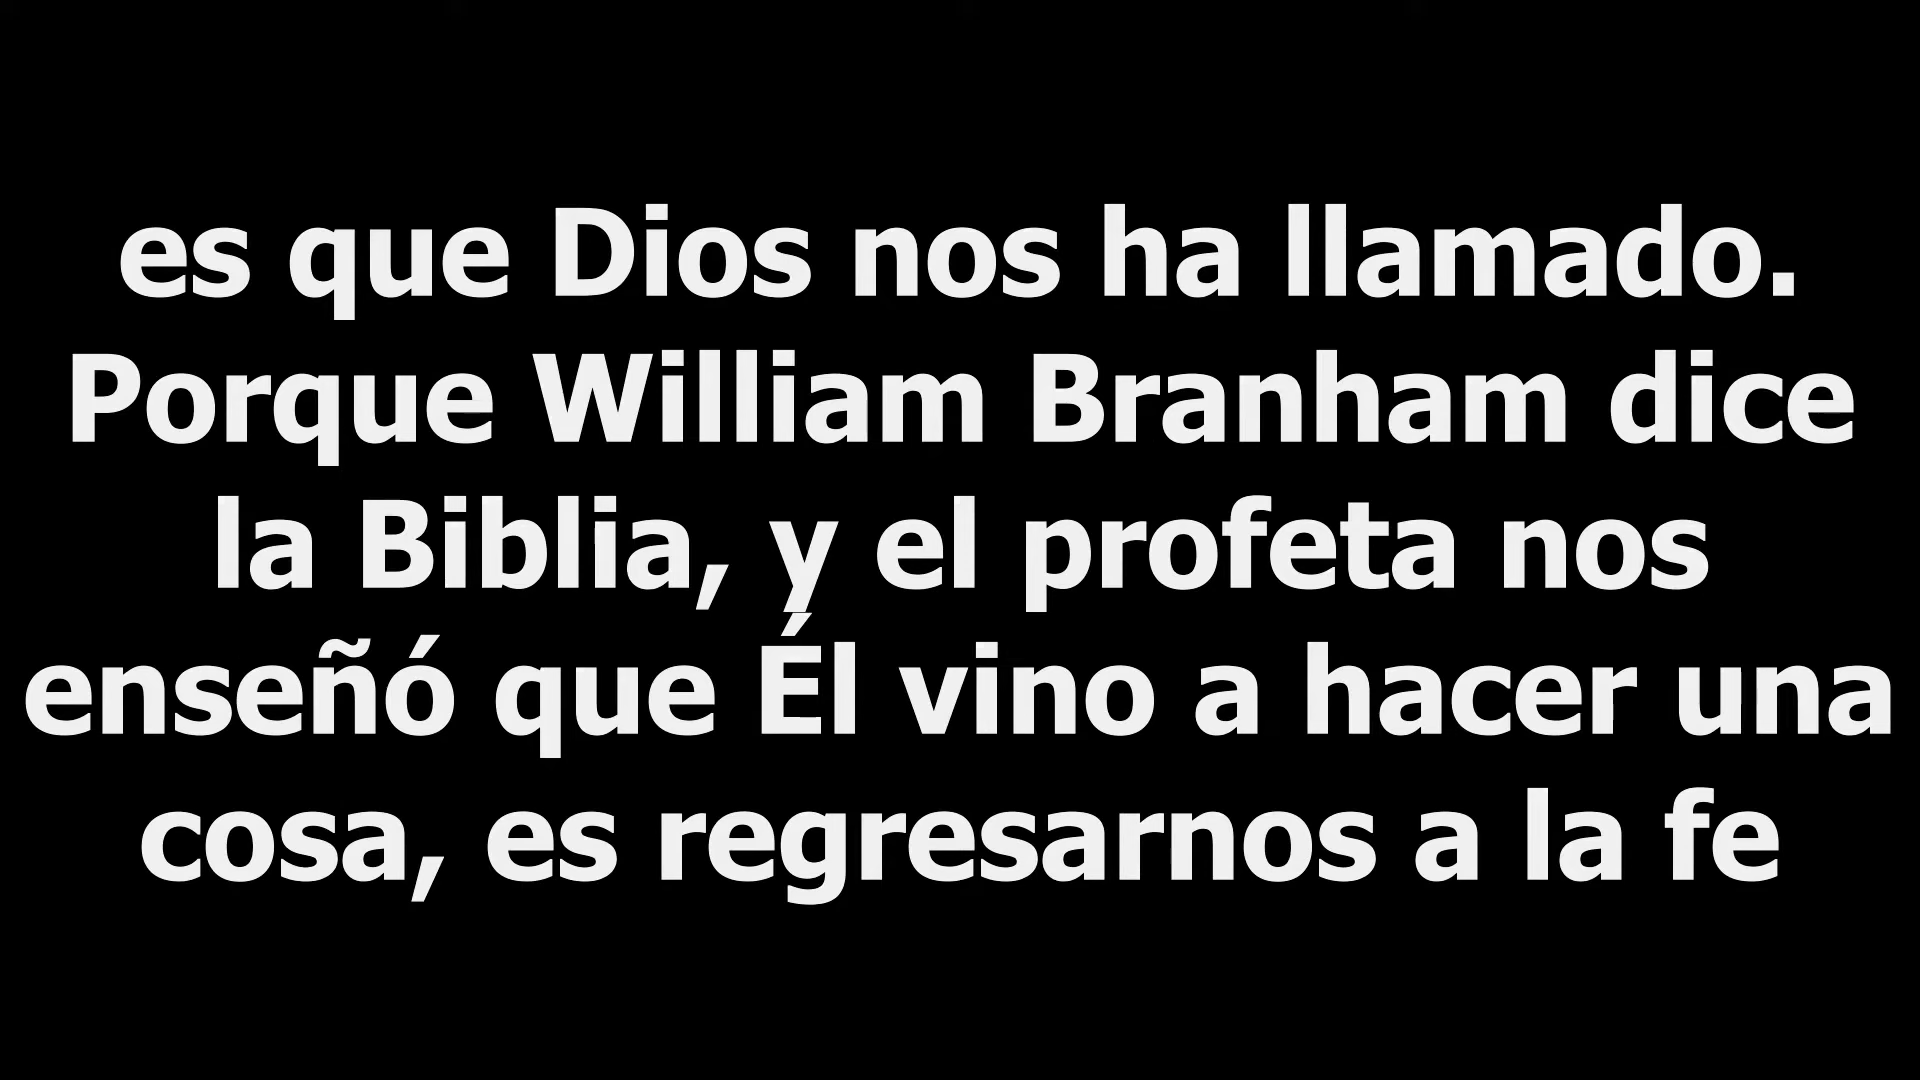 es que Dios nos ha llamado.
Porque William Branham dice
la Biblia, y el profeta nos
enseñó que Él vino a hacer una
cosa, es regresarnos a la fe